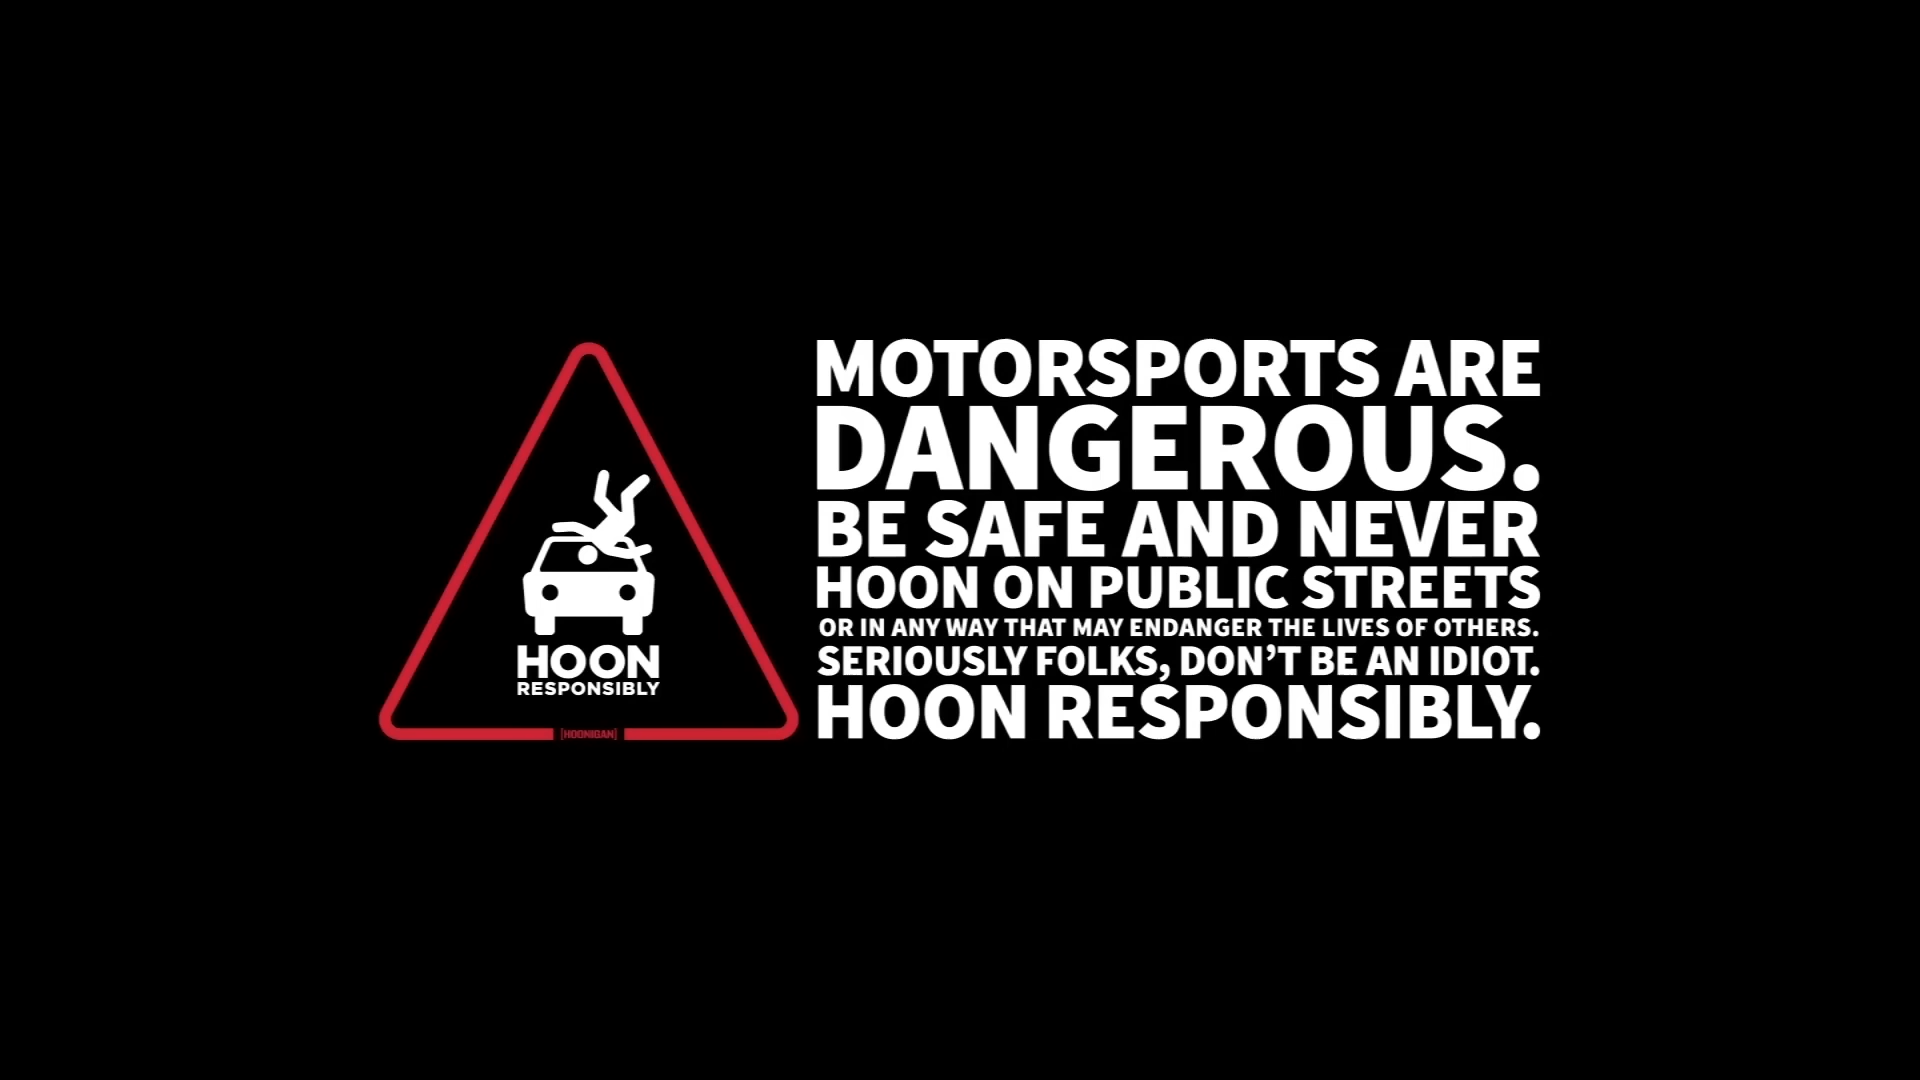 HOON
RESPONSIBLY
[HOONIGAN]
MOTORSPORTS ARE
DANGEROUS.
BE SAFE AND NEVER
HOON ON PUBLIC STREETS
OR IN ANY WAY THAT MAY ENDANGER THE LIVES OF OTHERS.
SERIOUSLY FOLKS, DON'T BE AN IDIOT.
HOON RESPONSIBLY.